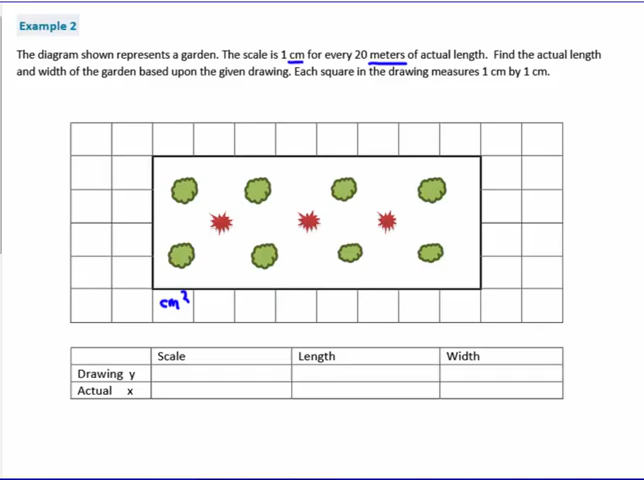 Example 2
The diagram shown represents a garden. The scale is 1 cm for every 20 meters of actual length. Find the actual length
and width of the garden based upon the given drawing. Each square in the drawing measures 1 cm by 1 cm.
cm²
Scale Length Width
Drawing y
Actual x